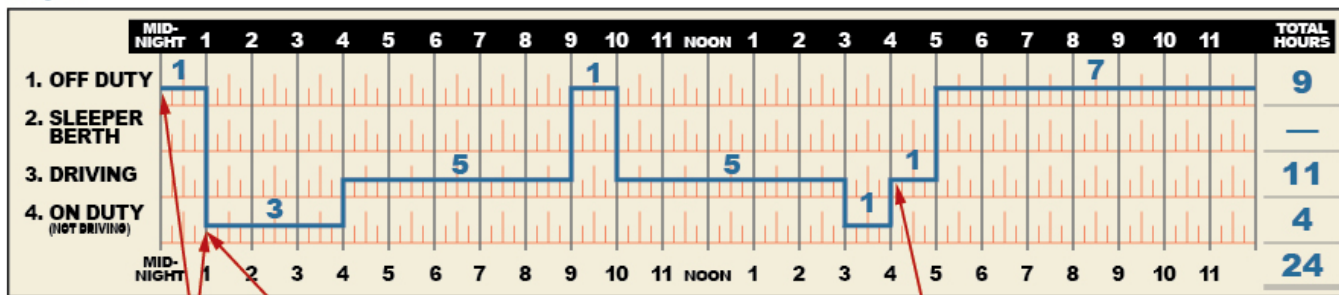 MID-NIGHT 1 2 3 4 5 6 7 8 9 10 11 NOON 1 2 3 4 5 6 7 8 9 10 11 TOTAL HOURS
1. OFF DUTY 1 1 7 9
2. SLEEPER BERTH —
3. DRIVING 5 5 1 11
4. ON DUTY (NOT DRIVING) 3 1 4
MID-NIGHT 1 2 3 4 5 6 7 8 9 10 11 NOON 1 2 3 4 5 6 7 8 9 10 11 24